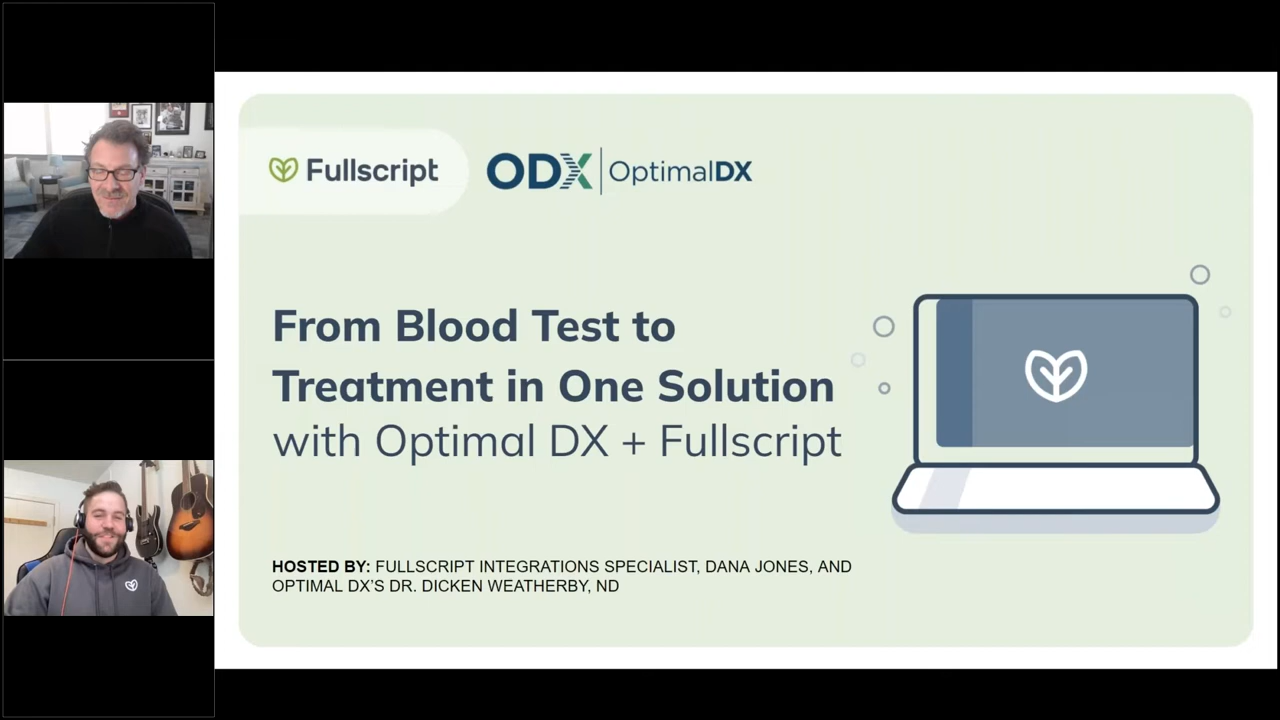 Fullscript
ODX | OptimalDX
From Blood Test to
Treatment in One Solution
with Optimal DX + Fullscript
HOSTED BY: FULLSCRIPT INTEGRATIONS SPECIALIST, DANA JONES, AND
OPTIMAL DX'S DR. DICKEN WEATHERBY, ND